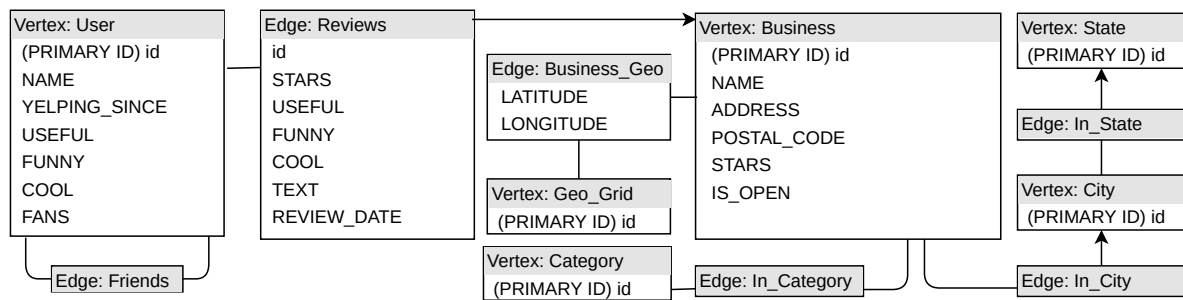 Vertex: User
(PRIMARY ID) id
NAME
YELPING_SINCE
USEFUL
FUNNY
COOL
FANS
Edge: Friends
Edge: Reviews
id
STARS
USEFUL
FUNNY
COOL
TEXT
REVIEW_DATE
Edge: Business_Geo
LATITUDE
LONGITUDE
Vertex: Geo_Grid
(PRIMARY ID) id
Vertex: Category
(PRIMARY ID) id
Vertex: Business
(PRIMARY ID) id
NAME
ADDRESS
POSTAL_CODE
STARS
IS_OPEN
Edge: In_Category
Vertex: State
(PRIMARY ID) id
Edge: In_State
Vertex: City
(PRIMARY ID) id
Edge: In_City